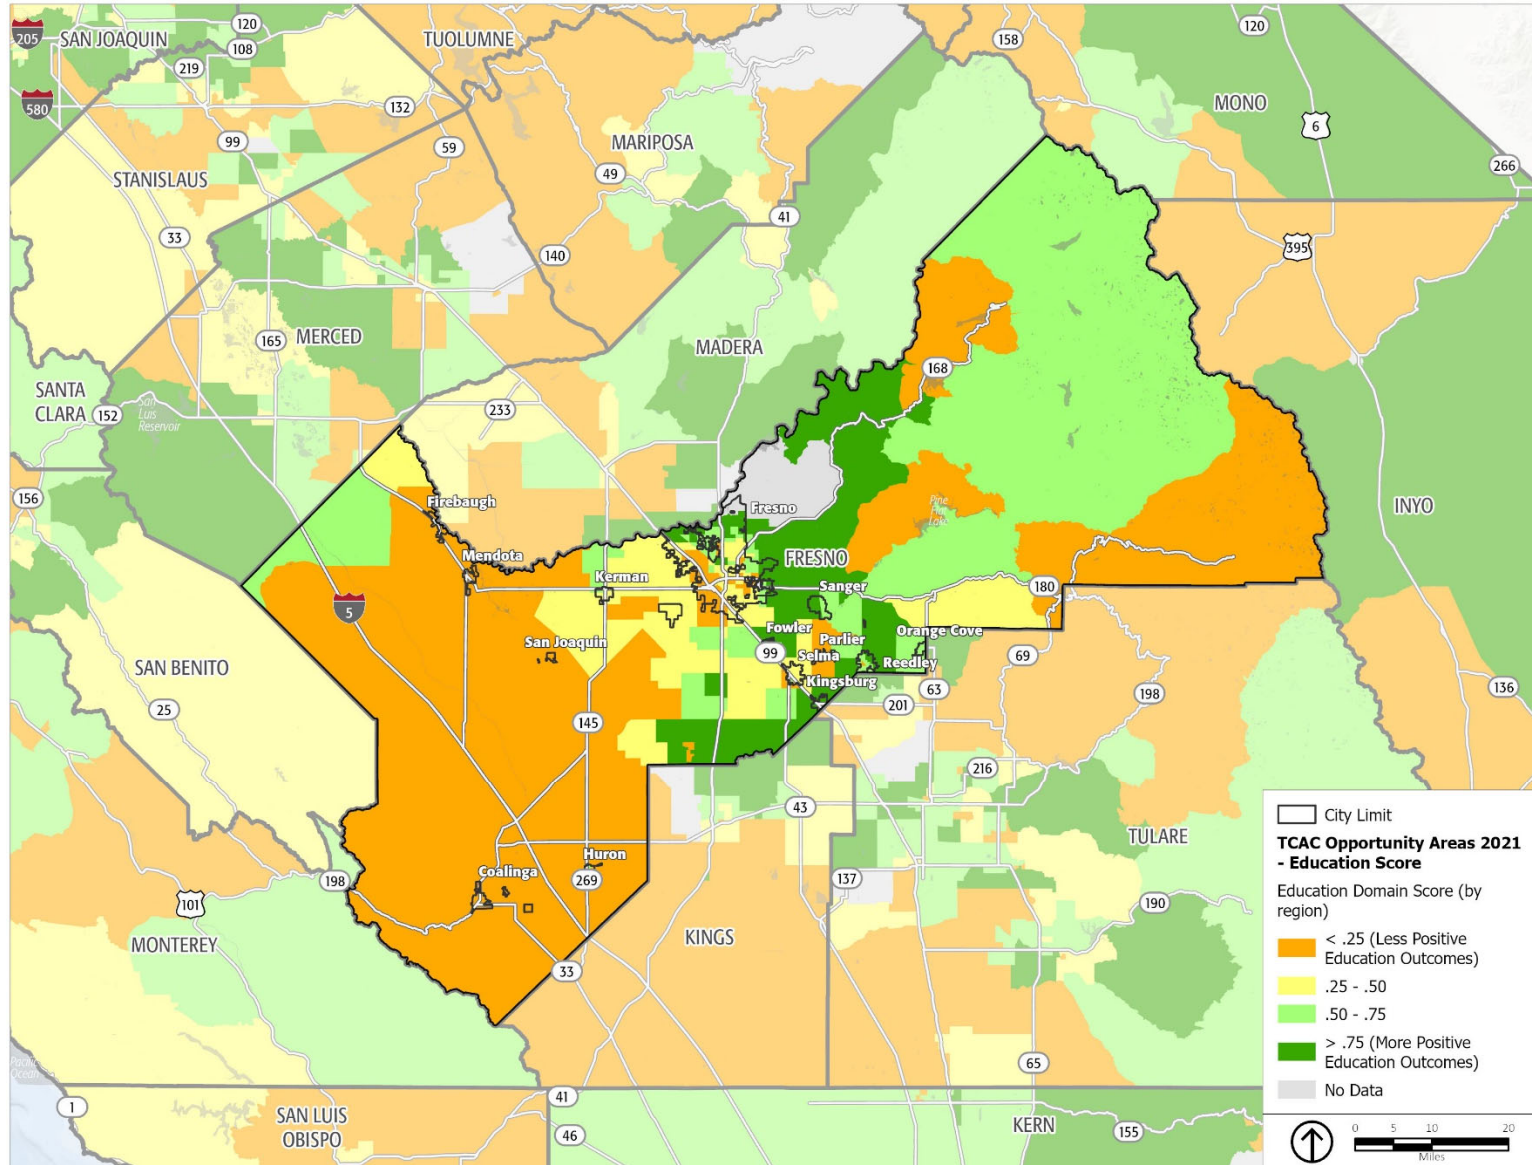 205
SAN JOAQUIN
120
108
219
TUOLUMNE
158
120
580
132
MONO
6
99
59
MARIPOSA
266
STANISLAUS
49
33
41
395
140
165
MERCED
MADERA
168
SANTA
CLARA
152
San
Luis
Reservoir
233
156
Firebaugh
Fresno
Pine
Flat
Lake
INYO
Mendota
FRESNO
Kerman
Sanger
180
5
San Joaquin
Fowler
Parlier
Orange Cove
99
Selma
Reedley
69
SAN BENITO
Kingsburg
63
198
136
25
201
145
216
43
TULARE
Huron
Coalinga
198
269
137
101
190
MONTEREY
KINGS
33
Pacific
Ocean
65
1
SAN LUIS
OBISPO
41
46
KERN
155
City Limit
TCAC Opportunity Areas 2021
- Education Score
Education Domain Score (by
region)
< .25 (Less Positive
Education Outcomes)
.25 - .50
.50 - .75
> .75 (More Positive
Education Outcomes)
No Data
0 5 10 20
Miles